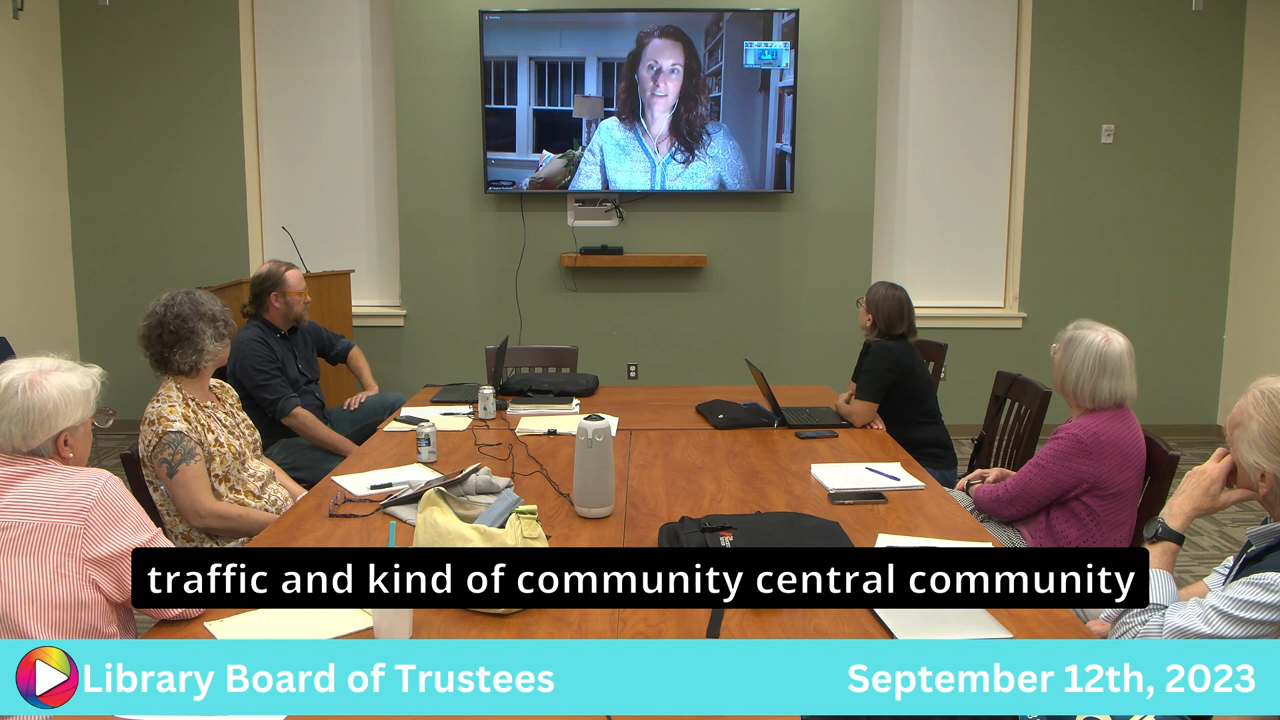 traffic and kind of community central community
Library Board of Trustees
September 12th, 2023